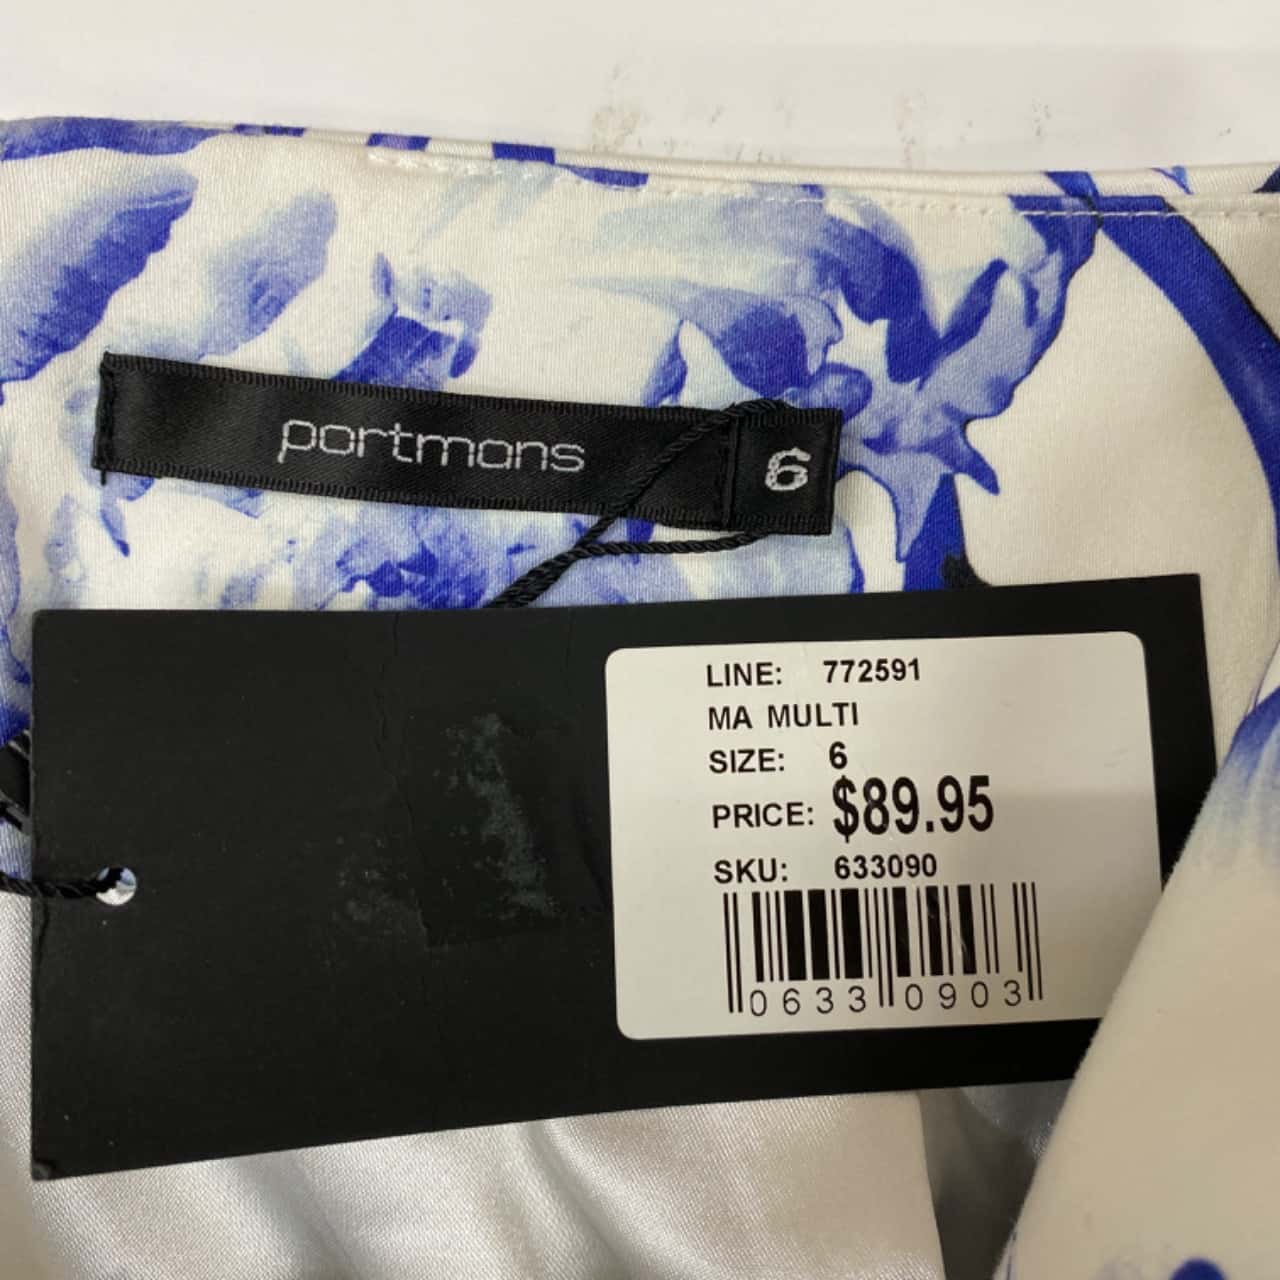 portmans 6
LINE: 772591
MA MULTI
SIZE: 6
PRICE: $89.95
SKU: 633090
0633 0903